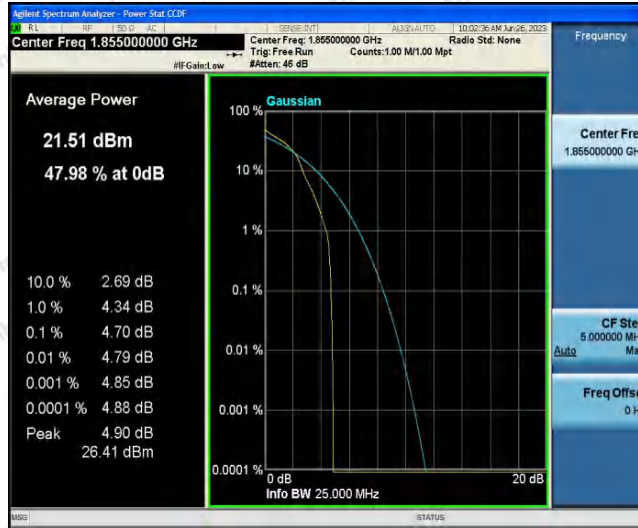 Agilent Spectrum Analyzer - Power Stat CCDF
RL RF 50 Ω AC SENSE:INT ALIGN AUTO 10:02:36 AM Jun 26, 2023
Center Freq 1.855000000 GHz
Center Freq: 1.855000000 GHz Radio Std: None
Trig: Free Run Counts:1.00 M/1.00 Mpt
#IFGain:Low #Atten: 46 dB
Frequency
Average Power
21.51 dBm
47.98 % at 0dB
10.0 % 2.69 dB
1.0 % 4.34 dB
0.1 % 4.70 dB
0.01 % 4.79 dB
0.001 % 4.85 dB
0.0001 % 4.88 dB
Peak 4.90 dB
26.41 dBm
Gaussian
100 %
10 %
1 %
0.1 %
0.01 %
0.001 %
0.0001 %
0 dB 20 dB
Info BW 25.000 MHz
Center Fre
1.855000000 GH
CF Ste
5.000000 MH
Auto Ma
Freq Offse
0 H
MSG STATUS